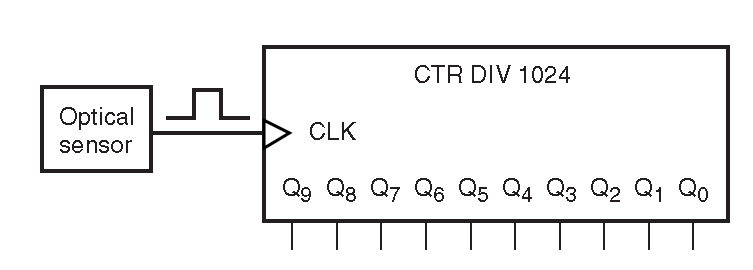 CTR DIV 1024
Optical
sensor
CLK
Q9 Q8 Q7 Q6 Q5 Q4 Q3 Q2 Q1 Q0